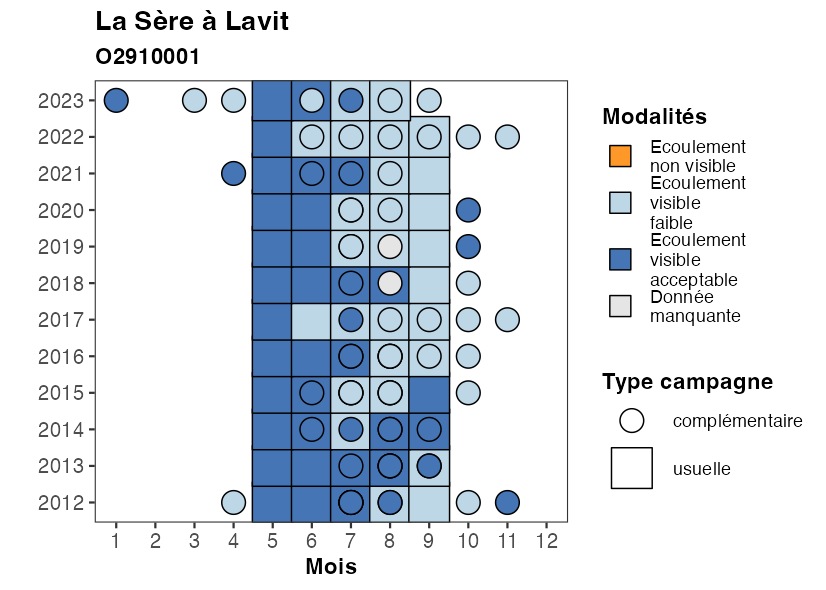 La Sère à Lavit
O2910001
2023
2022
2021
2020
2019
2018
2017
2016
2015
2014
2013
2012
1 2 3 4 5 6 7 8 9 10 11 12
Mois
Modalités
Ecoulement
non visible
Ecoulement
visible
faible
Ecoulement
visible
acceptable
Donnée
manquante
Type campagne
complémentaire
usuelle